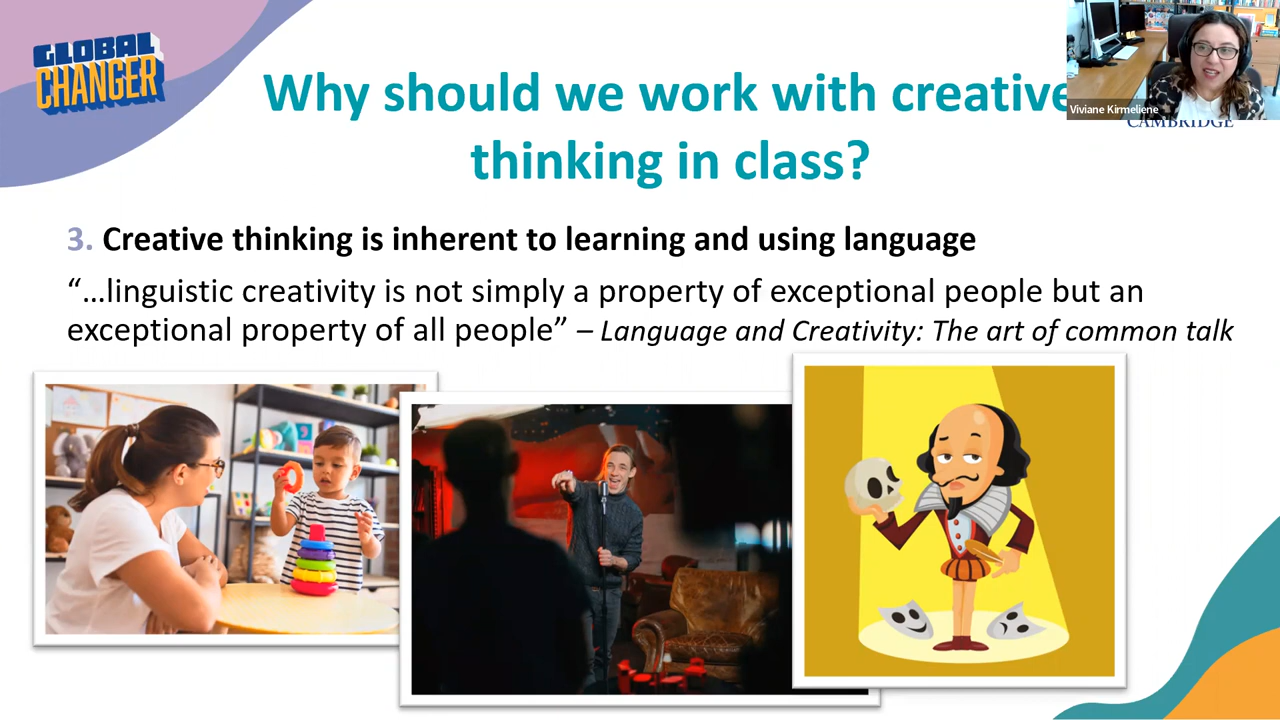 GLOBAL
CHANGER
Why should we work with creative
thinking in class?
Viviane Kirmeliene
CAMBRIDGE
3. Creative thinking is inherent to learning and using language
“…linguistic creativity is not simply a property of exceptional people but an
exceptional property of all people” – Language and Creativity: The art of common talk